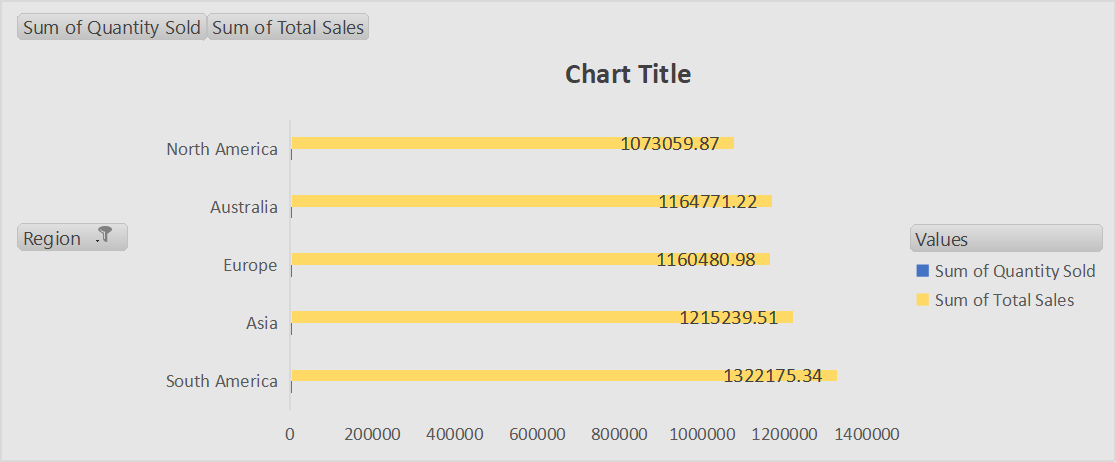 Sum of Quantity Sold Sum of Total Sales
Chart Title
North America 1073059.87
Australia 1164771.22
Region
Europe 1160480.98
Asia 1215239.51
South America 1322175.34
0 200000 400000 600000 800000 1000000 1200000 1400000
Values
Sum of Quantity Sold
Sum of Total Sales